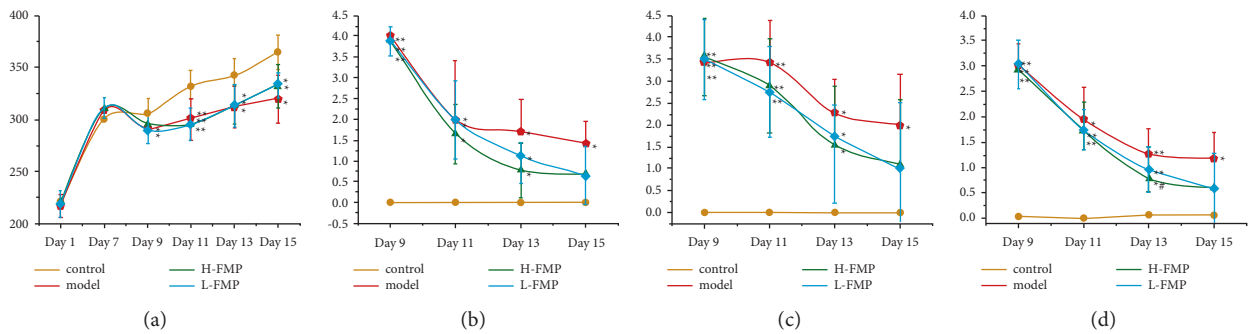 400
350
300
250
200
Day 1 Day 7 Day 9 Day 11 Day 13 Day 15
** ** ** * * * * * * * *
control H-FMP
model L-FMP
(a)
4.5
4.0
3.5
3.0
2.5
2.0
1.5
1.0
0.5
0.0
-0.5
Day 9 Day 11 Day 13 Day 15
** ** ** * * * * * * *
control H-FMP
model L-FMP
(b)
4.5
4.0
3.5
3.0
2.5
2.0
1.5
1.0
0.5
0.0
Day 9 Day 11 Day 13 Day 15
** ** ** ** ** * * * *
control H-FMP
model L-FMP
(c)
4.0
3.5
3.0
2.5
2.0
1.5
1.0
0.5
0.0
Day 9 Day 11 Day 13 Day 15
** ** ** * ** ** ** ** *# *
control H-FMP
model L-FMP
(d)